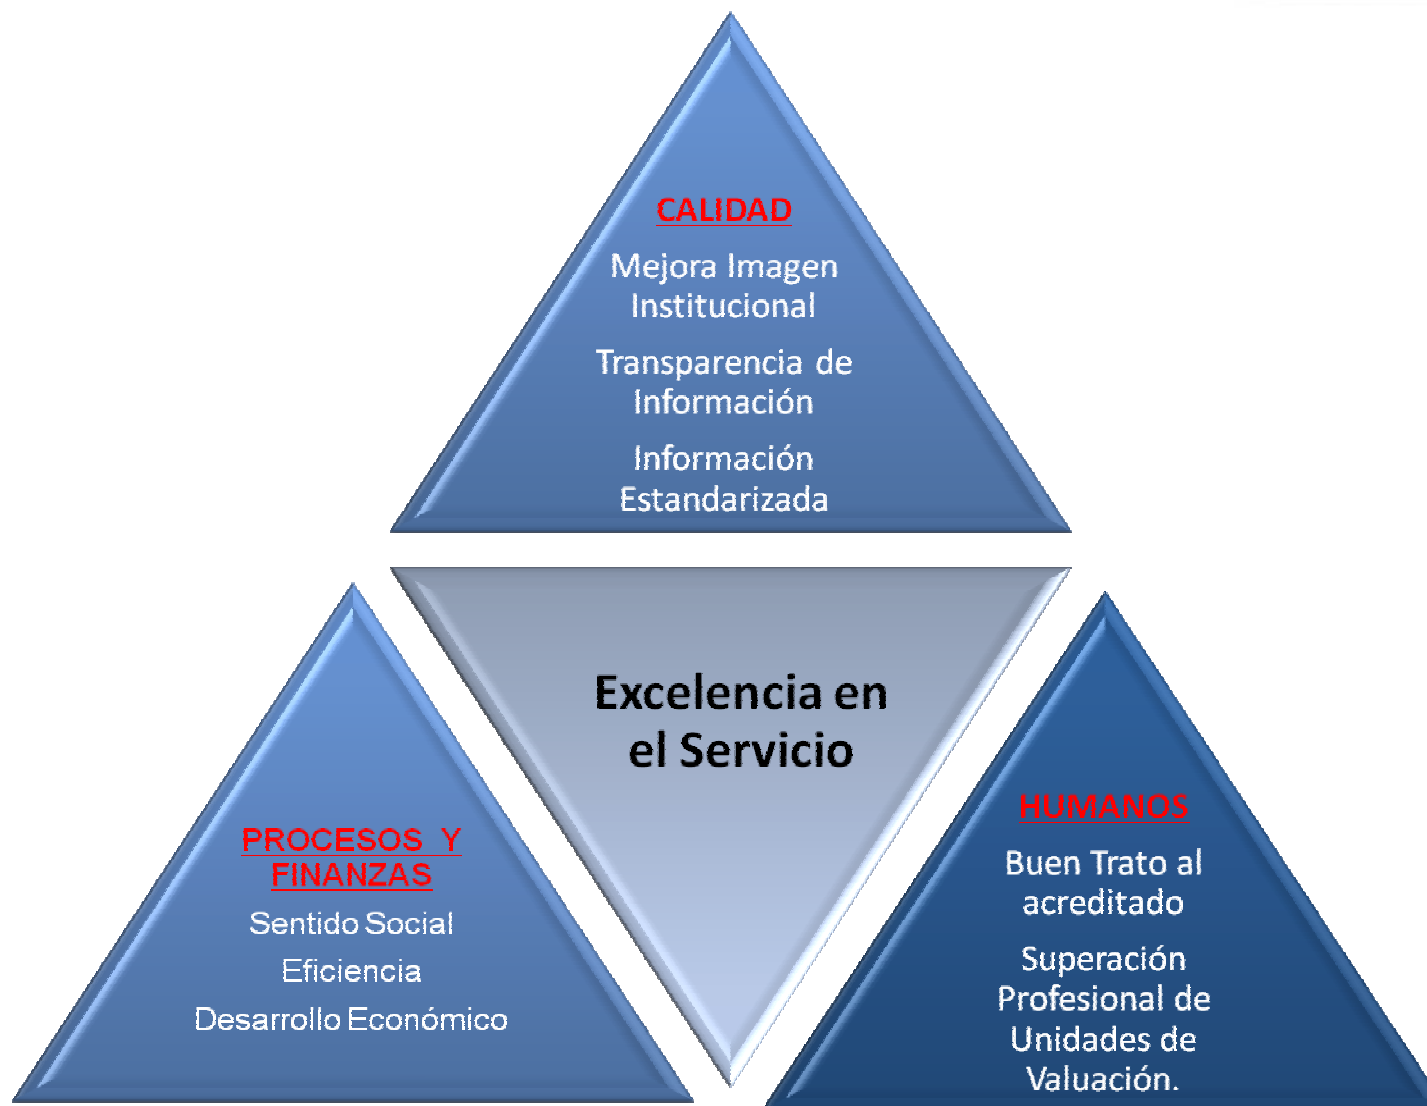 CALIDAD
Mejora Imagen
Institucional
Transparencia de
Información
Información
Estandarizada
Excelencia en
el Servicio
PROCESOS Y
FINANZAS
Sentido Social
Eficiencia
Desarrollo Económico
HUMANOS
Buen Trato al
acreditado
Superación
Profesional de
Unidades de
Valuación.